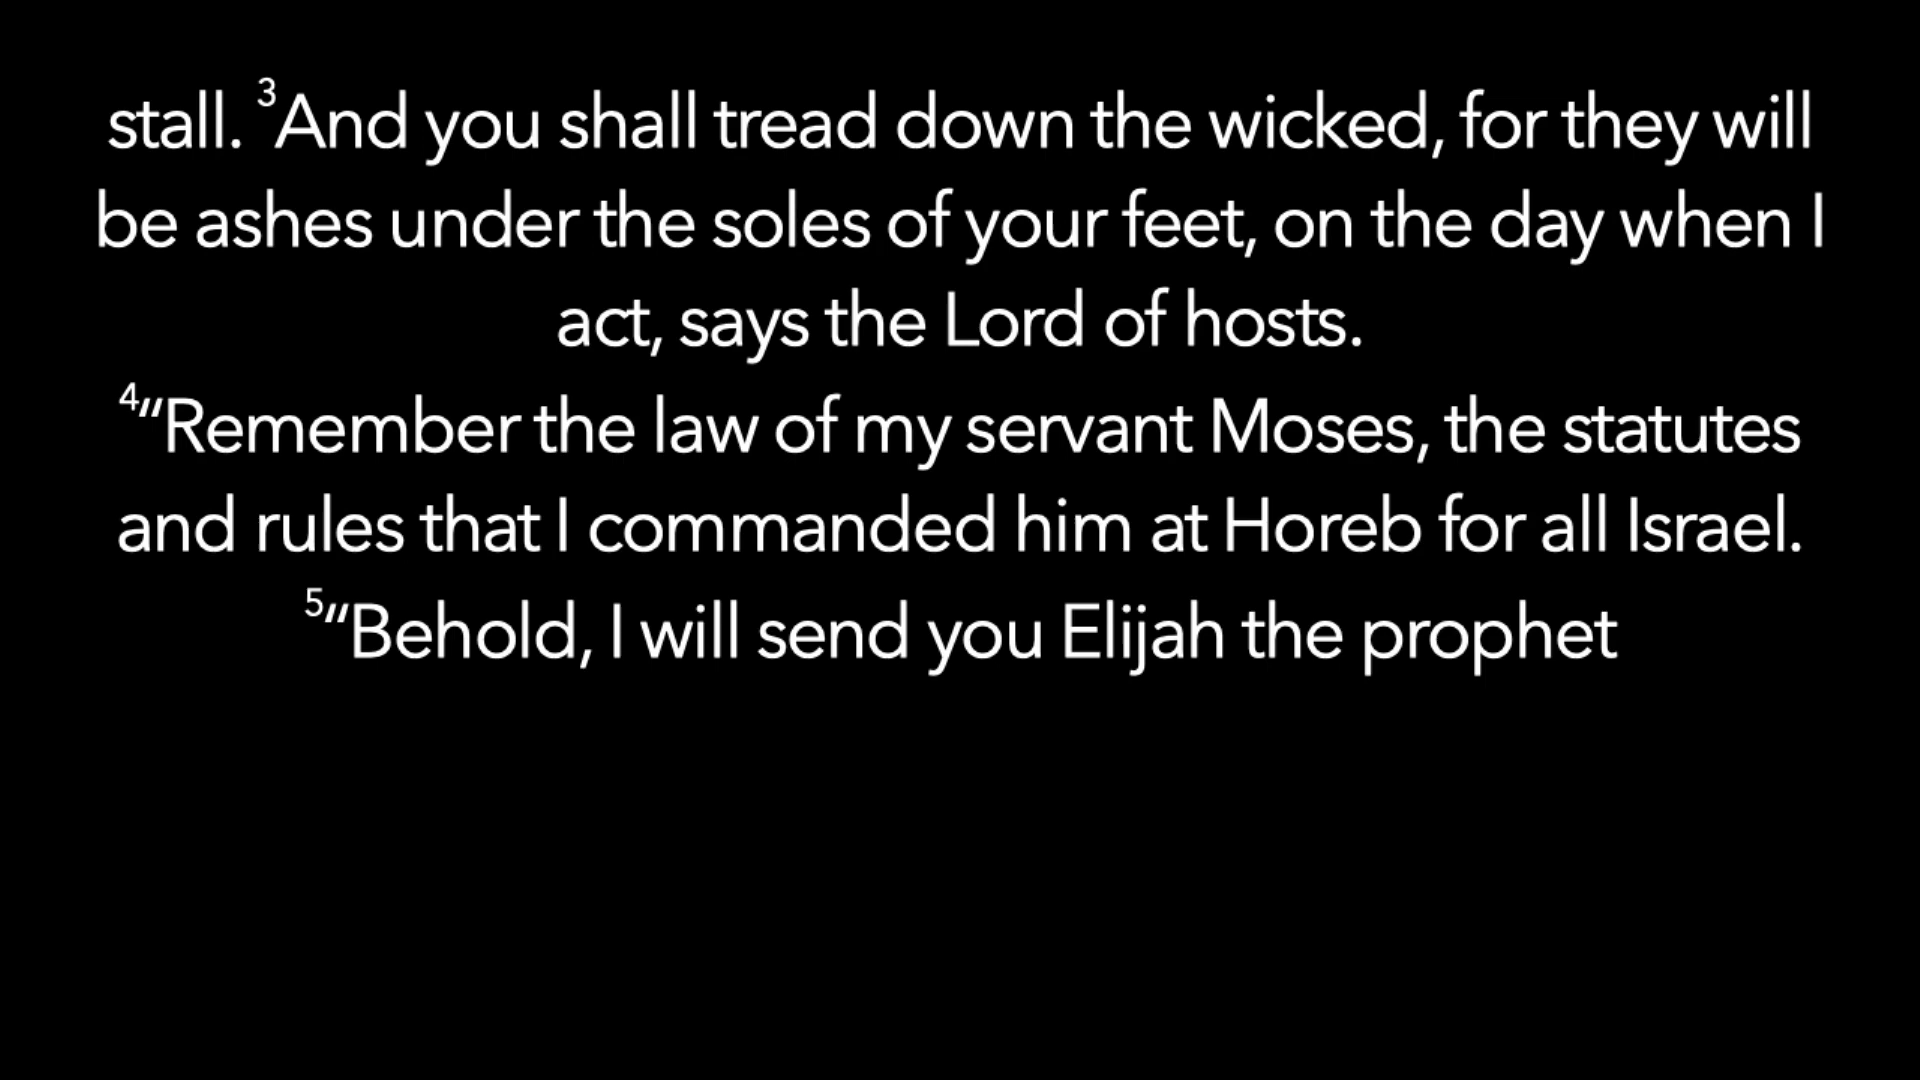 stall. ³And you shall tread down the wicked, for they will
be ashes under the soles of your feet, on the day when I
act, says the Lord of hosts.
⁴“Remember the law of my servant Moses, the statutes
and rules that I commanded him at Horeb for all Israel.
⁵“Behold, I will send you Elijah the prophet